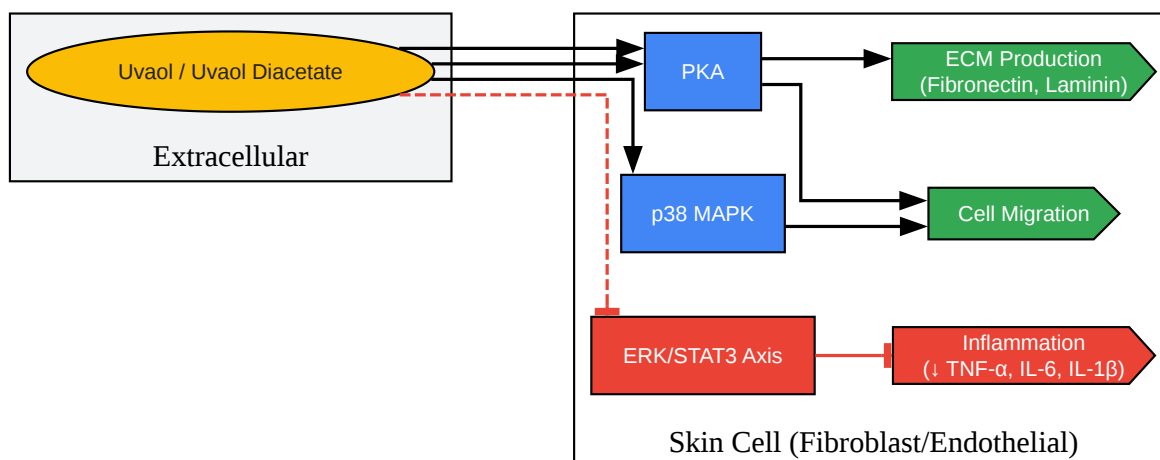 Uvaol / Uvaol Diacetate
Extracellular
PKA
ECM Production
(Fibronectin, Laminin)
p38 MAPK
Cell Migration
ERK/STAT3 Axis
Inflammation
(↓ TNF-α, IL-6, IL-1β)
Skin Cell (Fibroblast/Endothelial)